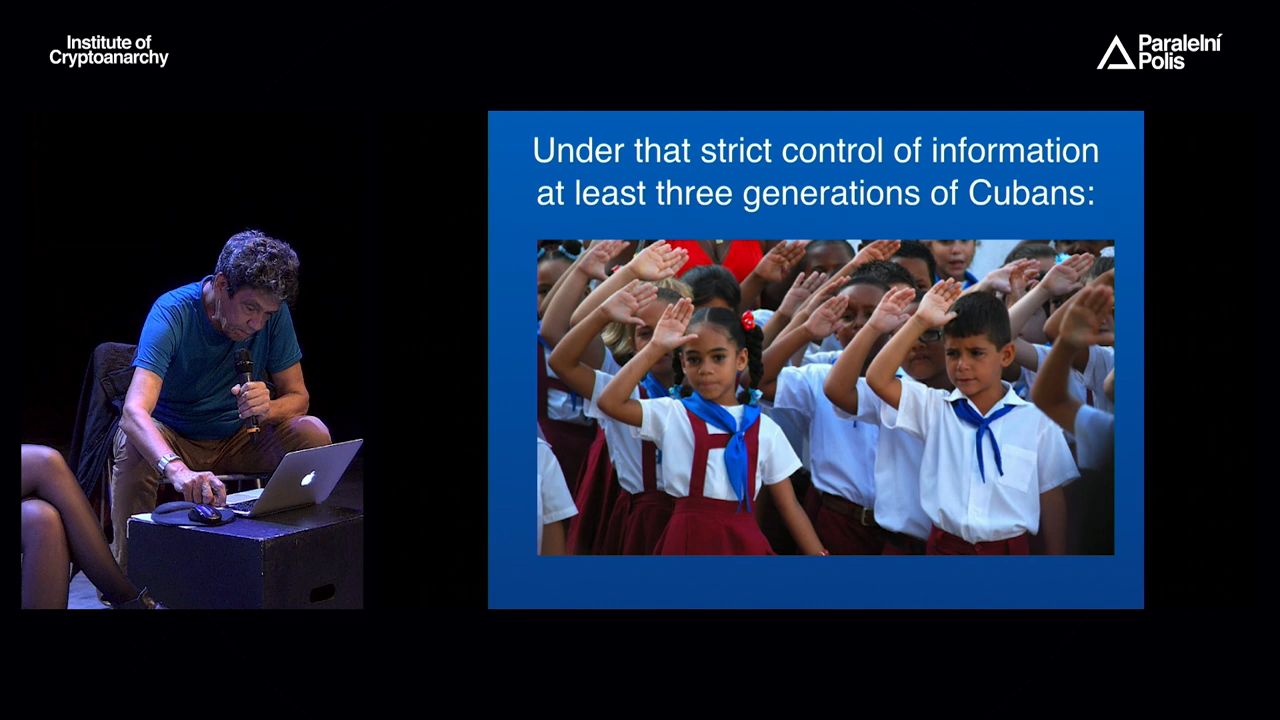 Institute of
Cryptoanarchy
Paralelní
Polis
Under that strict control of information
at least three generations of Cubans: